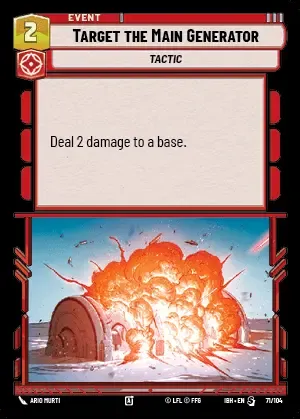 EVENT
2
TARGET THE MAIN GENERATOR
TACTIC
Deal 2 damage to a base.
ARIO MURTI
© LFL © FFG
IBH • EN
71/104